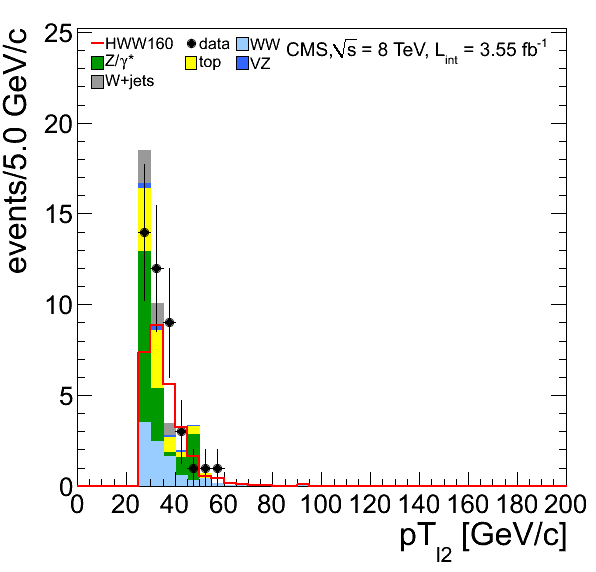 25
20
15
10
5
0
events/5.0 GeV/c
HWW160
data
WW
Z/γ*
top
VZ
W+jets
CMS,√s = 8 TeV, L_int = 3.55 fb⁻¹
0 20 40 60 80 100 120 140 160 180 200
pT_l2 [GeV/c]